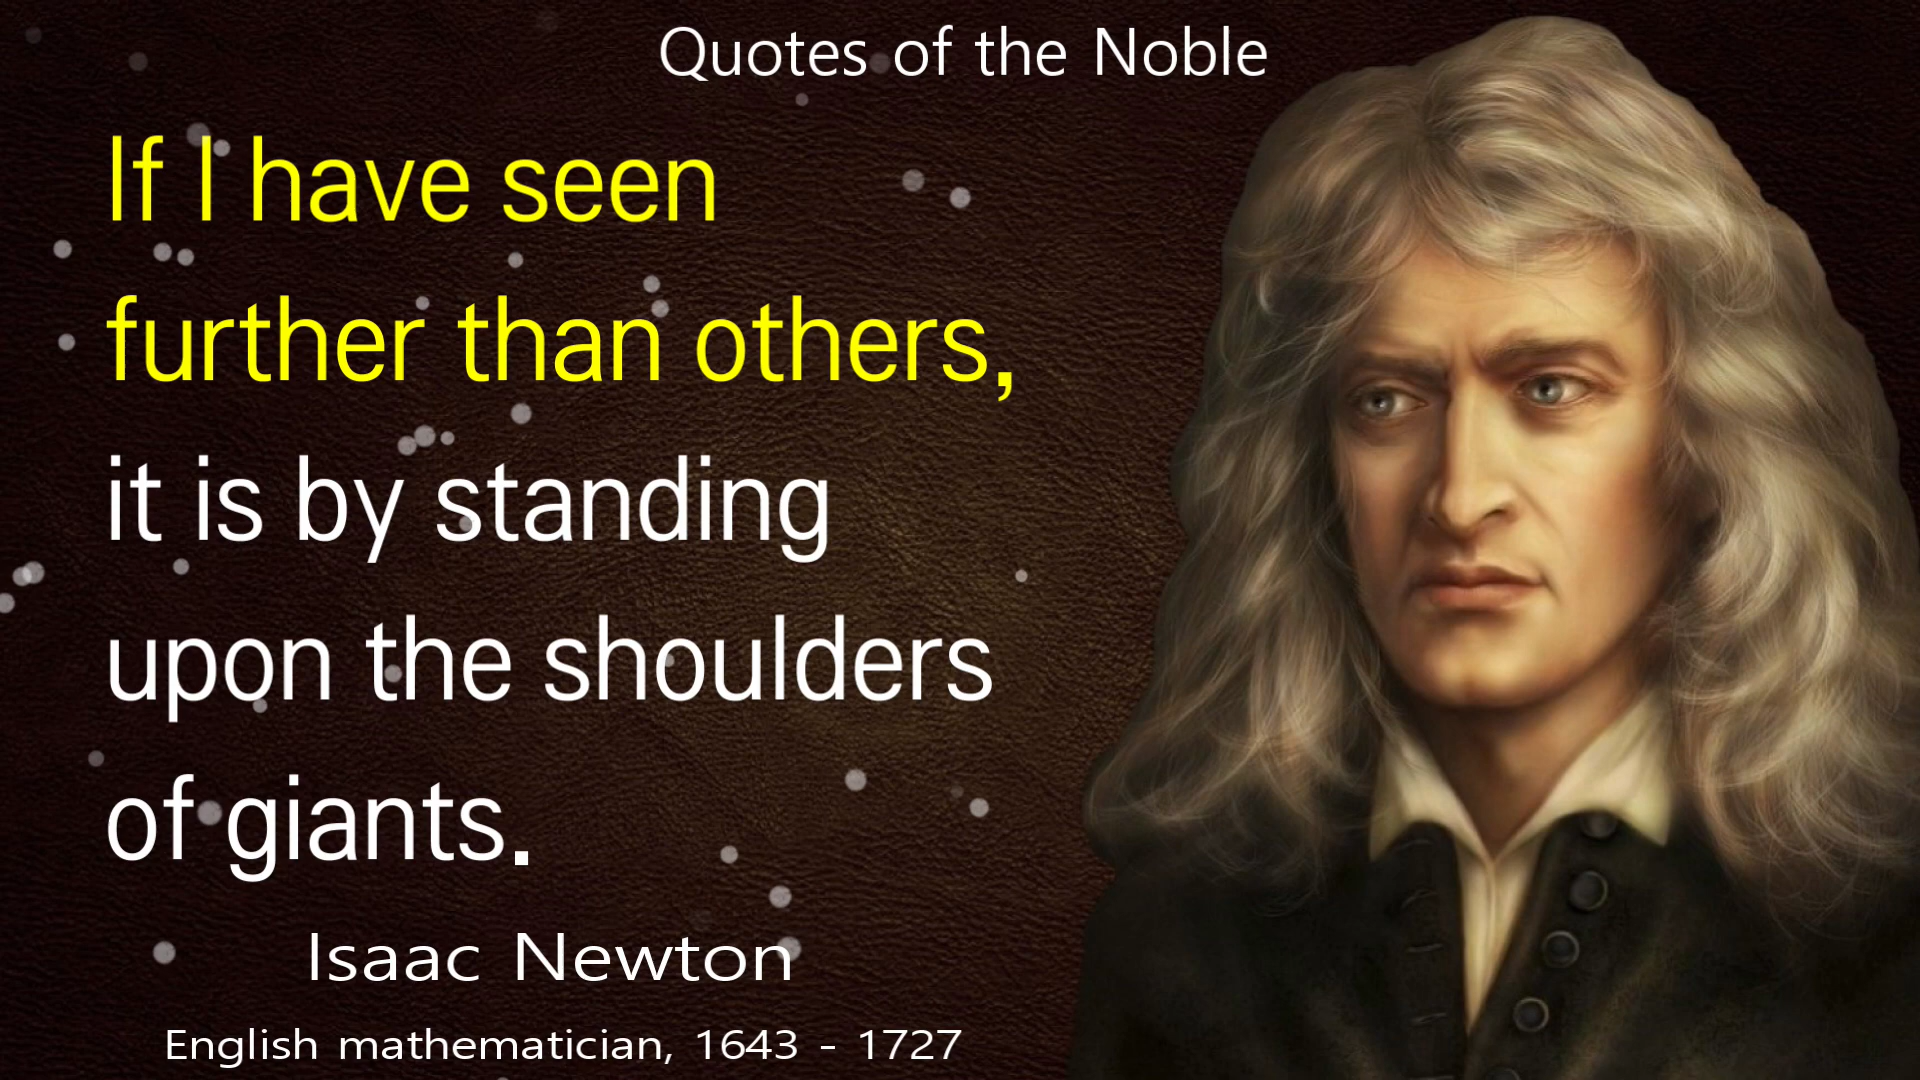 Quotes of the Noble
If I have seen
further than others,
it is by standing
upon the shoulders
of giants.
Isaac Newton
English mathematician, 1643 - 1727